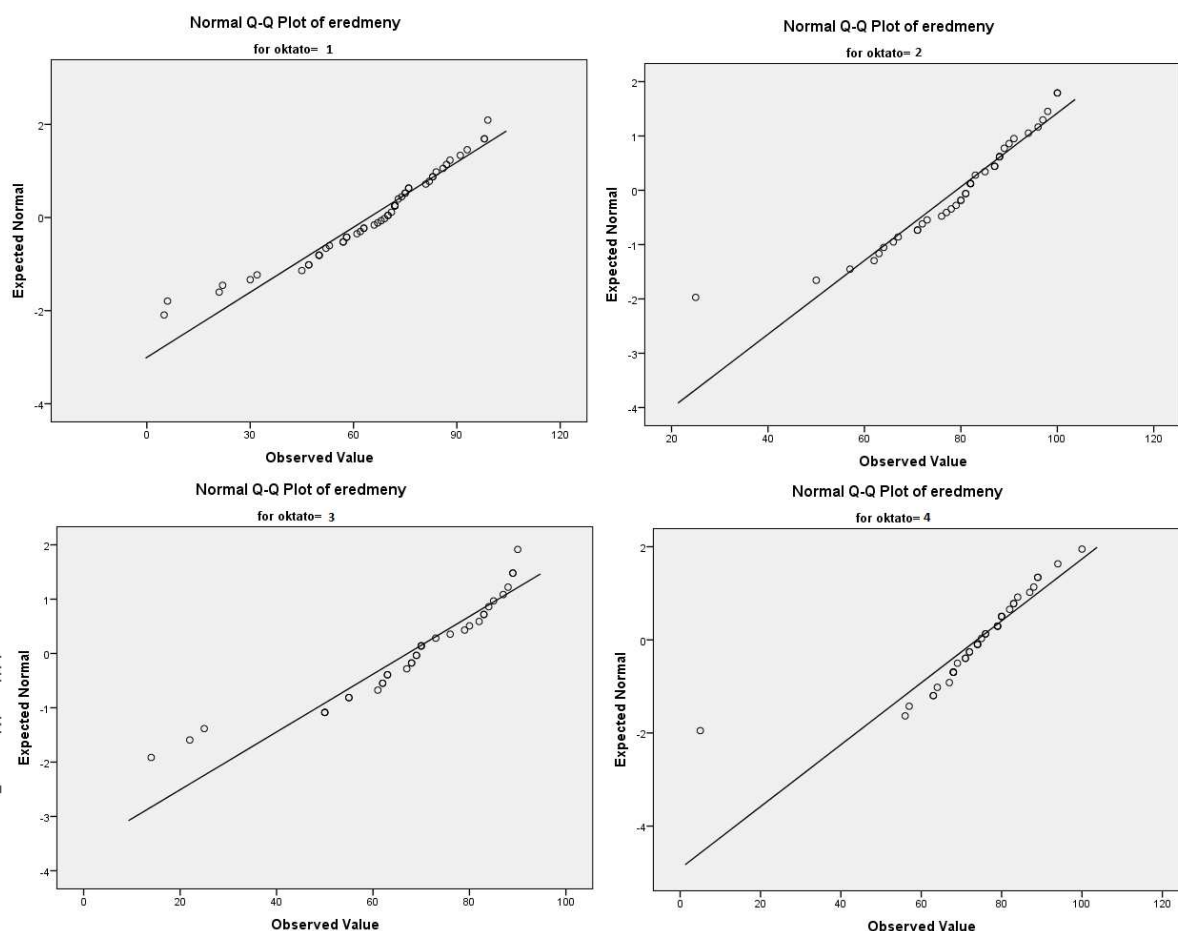 Normal Q-Q Plot of eredmeny
for oktato= 1
Expected Normal
2
0
-2
-4
0 30 60 90 120
Observed Value
Normal Q-Q Plot of eredmeny
for oktato= 2
Expected Normal
2
1
0
-1
-2
-3
-4
20 40 60 80 100 120
Observed Value
Normal Q-Q Plot of eredmeny
for oktato= 3
Expected Normal
2
1
0
-1
-2
-3
-4
0 20 40 60 80 100
Observed Value
Normal Q-Q Plot of eredmeny
for oktato= 4
Expected Normal
2
0
-2
-4
0 20 40 60 80 100 120
Observed Value